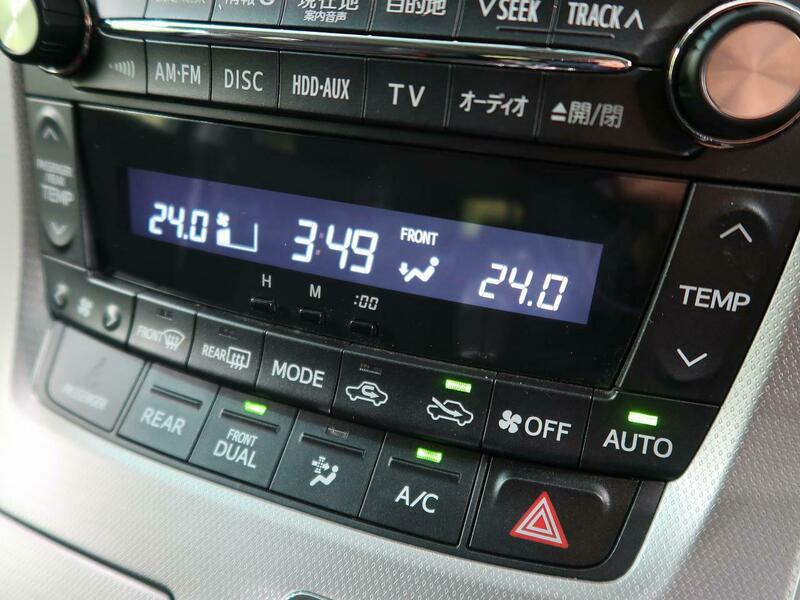 現在地
案内音声
目的地
∨SEEK
TRACK∧
AM·FM
DISC
HDD·AUX
TV
オーディオ
開/閉
TEMP
24.0
3:49
FRONT
24.0
H
M
:00
TEMP
FRONT
REAR
MODE
OFF
AUTO
REAR
FRONT
DUAL
A/C